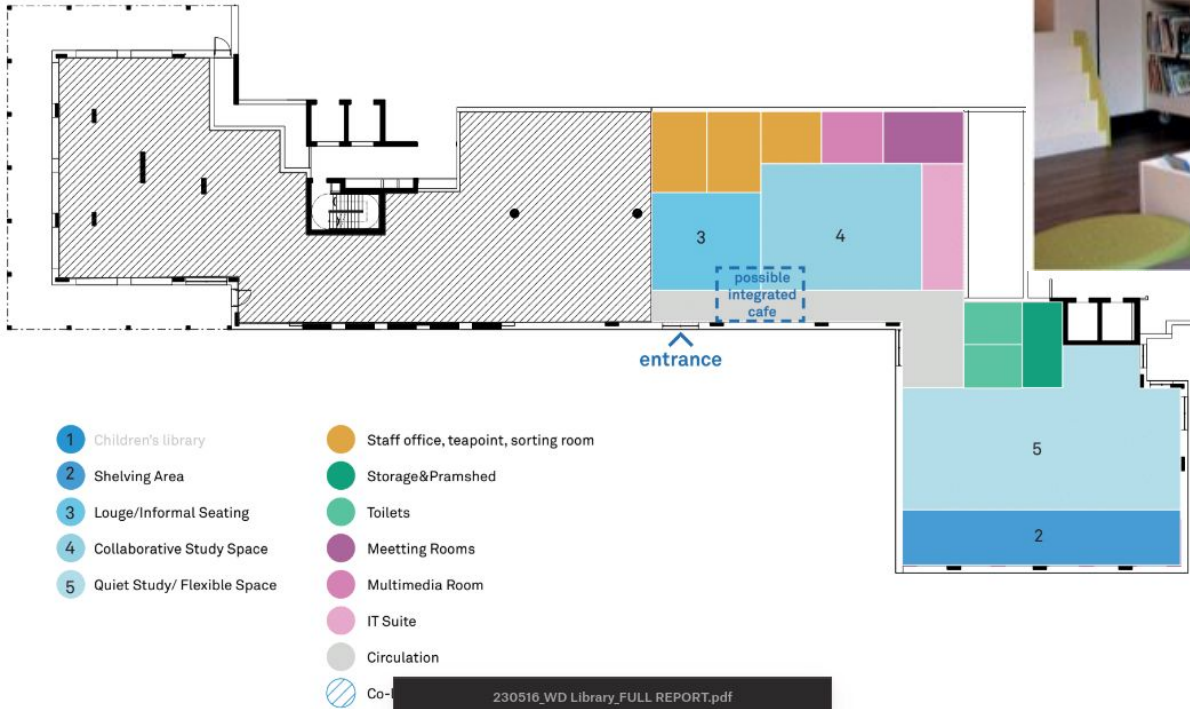 3
4
possible
integrated
cafe
entrance
5
2
1 Children's library
2 Shelving Area
3 Louge/Informal Seating
4 Collaborative Study Space
5 Quiet Study/ Flexible Space
Staff office, teapoint, sorting room
Storage&Pramshed
Toilets
Meetting Rooms
Multimedia Room
IT Suite
Circulation
Co-
230516_WD Library_FULL REPORT.pdf